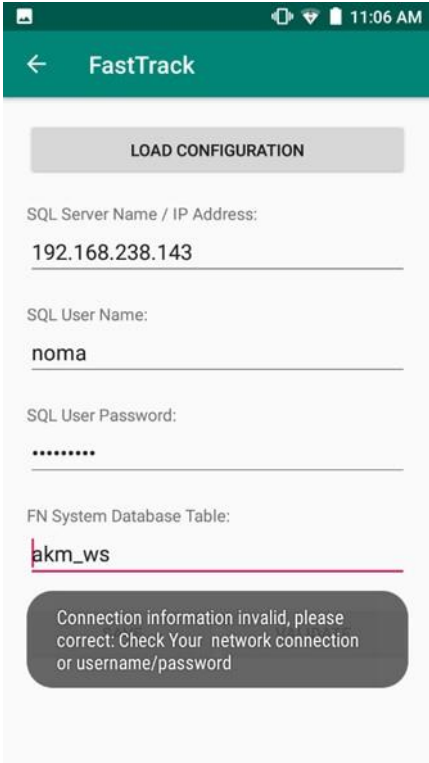 11:06 AM
FastTrack
LOAD CONFIGURATION
SQL Server Name / IP Address:
192.168.238.143
SQL User Name:
noma
SQL User Password:
•••••••••
FN System Database Table:
akm_ws
Connection information invalid, please
correct: Check Your network connection
or username/password